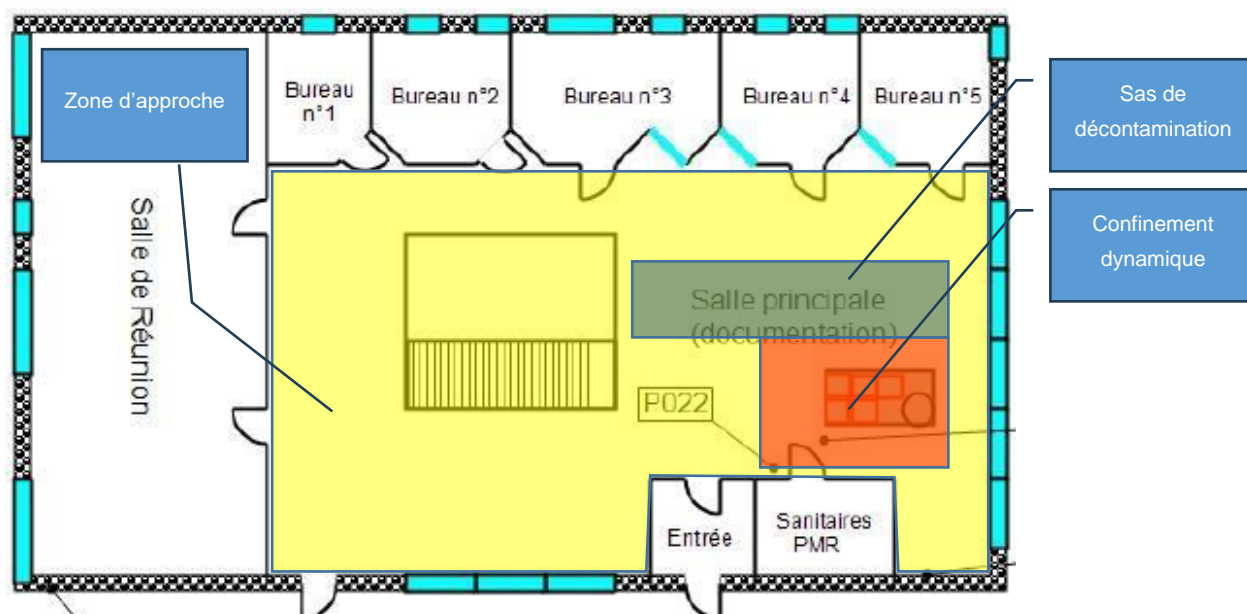 Zone d'approche
Bureau
n°1
Bureau n°2
Bureau n°3
Bureau n°4
Bureau n°5
Sas de
décontamination
Confinement
dynamique
Salle de Réunion
Salle principale
(documentation)
P022
Entrée
Sanitaires
PMR